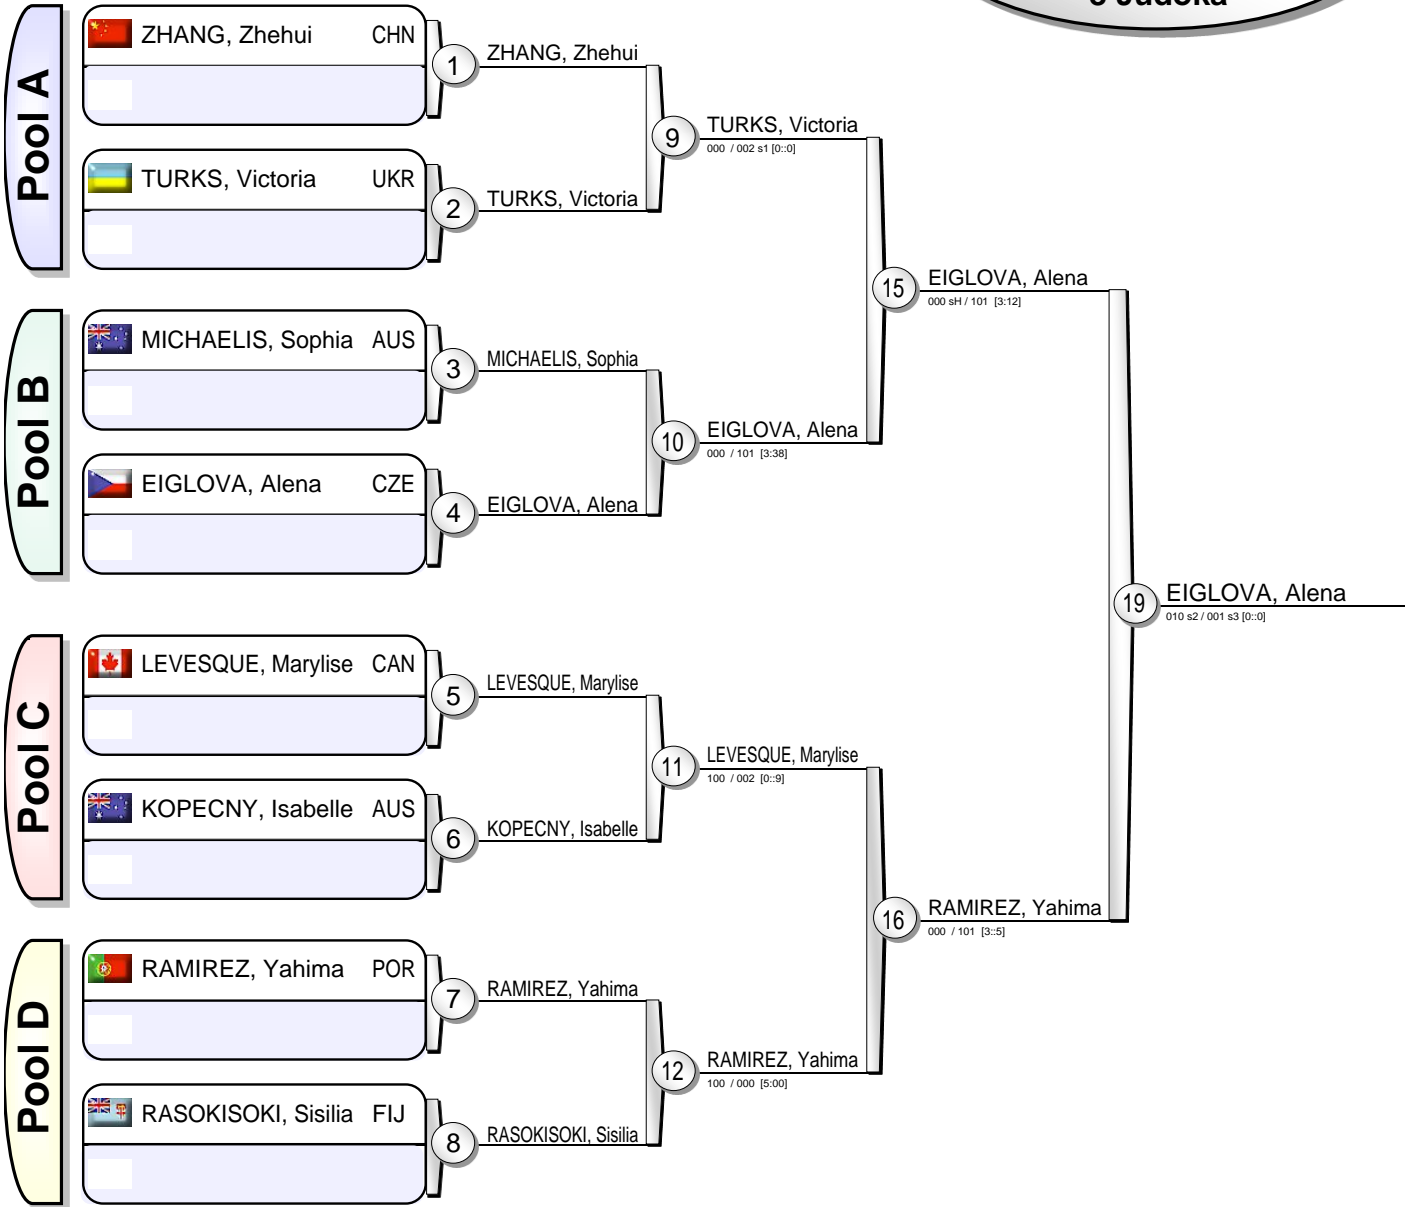 8 Judoka
Pool A
ZHANG, Zhehui CHN
1
ZHANG, Zhehui
9
TURKS, Victoria
000 / 002 s1 [0::0]
TURKS, Victoria UKR
2
TURKS, Victoria
15
EIGLOVA, Alena
000 sH / 101 [3:12]
Pool B
MICHAELIS, Sophia AUS
3
MICHAELIS, Sophia
10
EIGLOVA, Alena
000 / 101 [3:38]
EIGLOVA, Alena CZE
4
EIGLOVA, Alena
19
EIGLOVA, Alena
010 s2 / 001 s3 [0::0]
Pool C
LEVESQUE, Marylise CAN
5
LEVESQUE, Marylise
11
LEVESQUE, Marylise
100 / 002 [0::9]
KOPECNY, Isabelle AUS
6
KOPECNY, Isabelle
16
RAMIREZ, Yahima
000 / 101 [3::5]
Pool D
RAMIREZ, Yahima POR
7
RAMIREZ, Yahima
12
RAMIREZ, Yahima
100 / 000 [5:00]
RASOKISOKI, Sisilia FIJ
8
RASOKISOKI, Sisilia